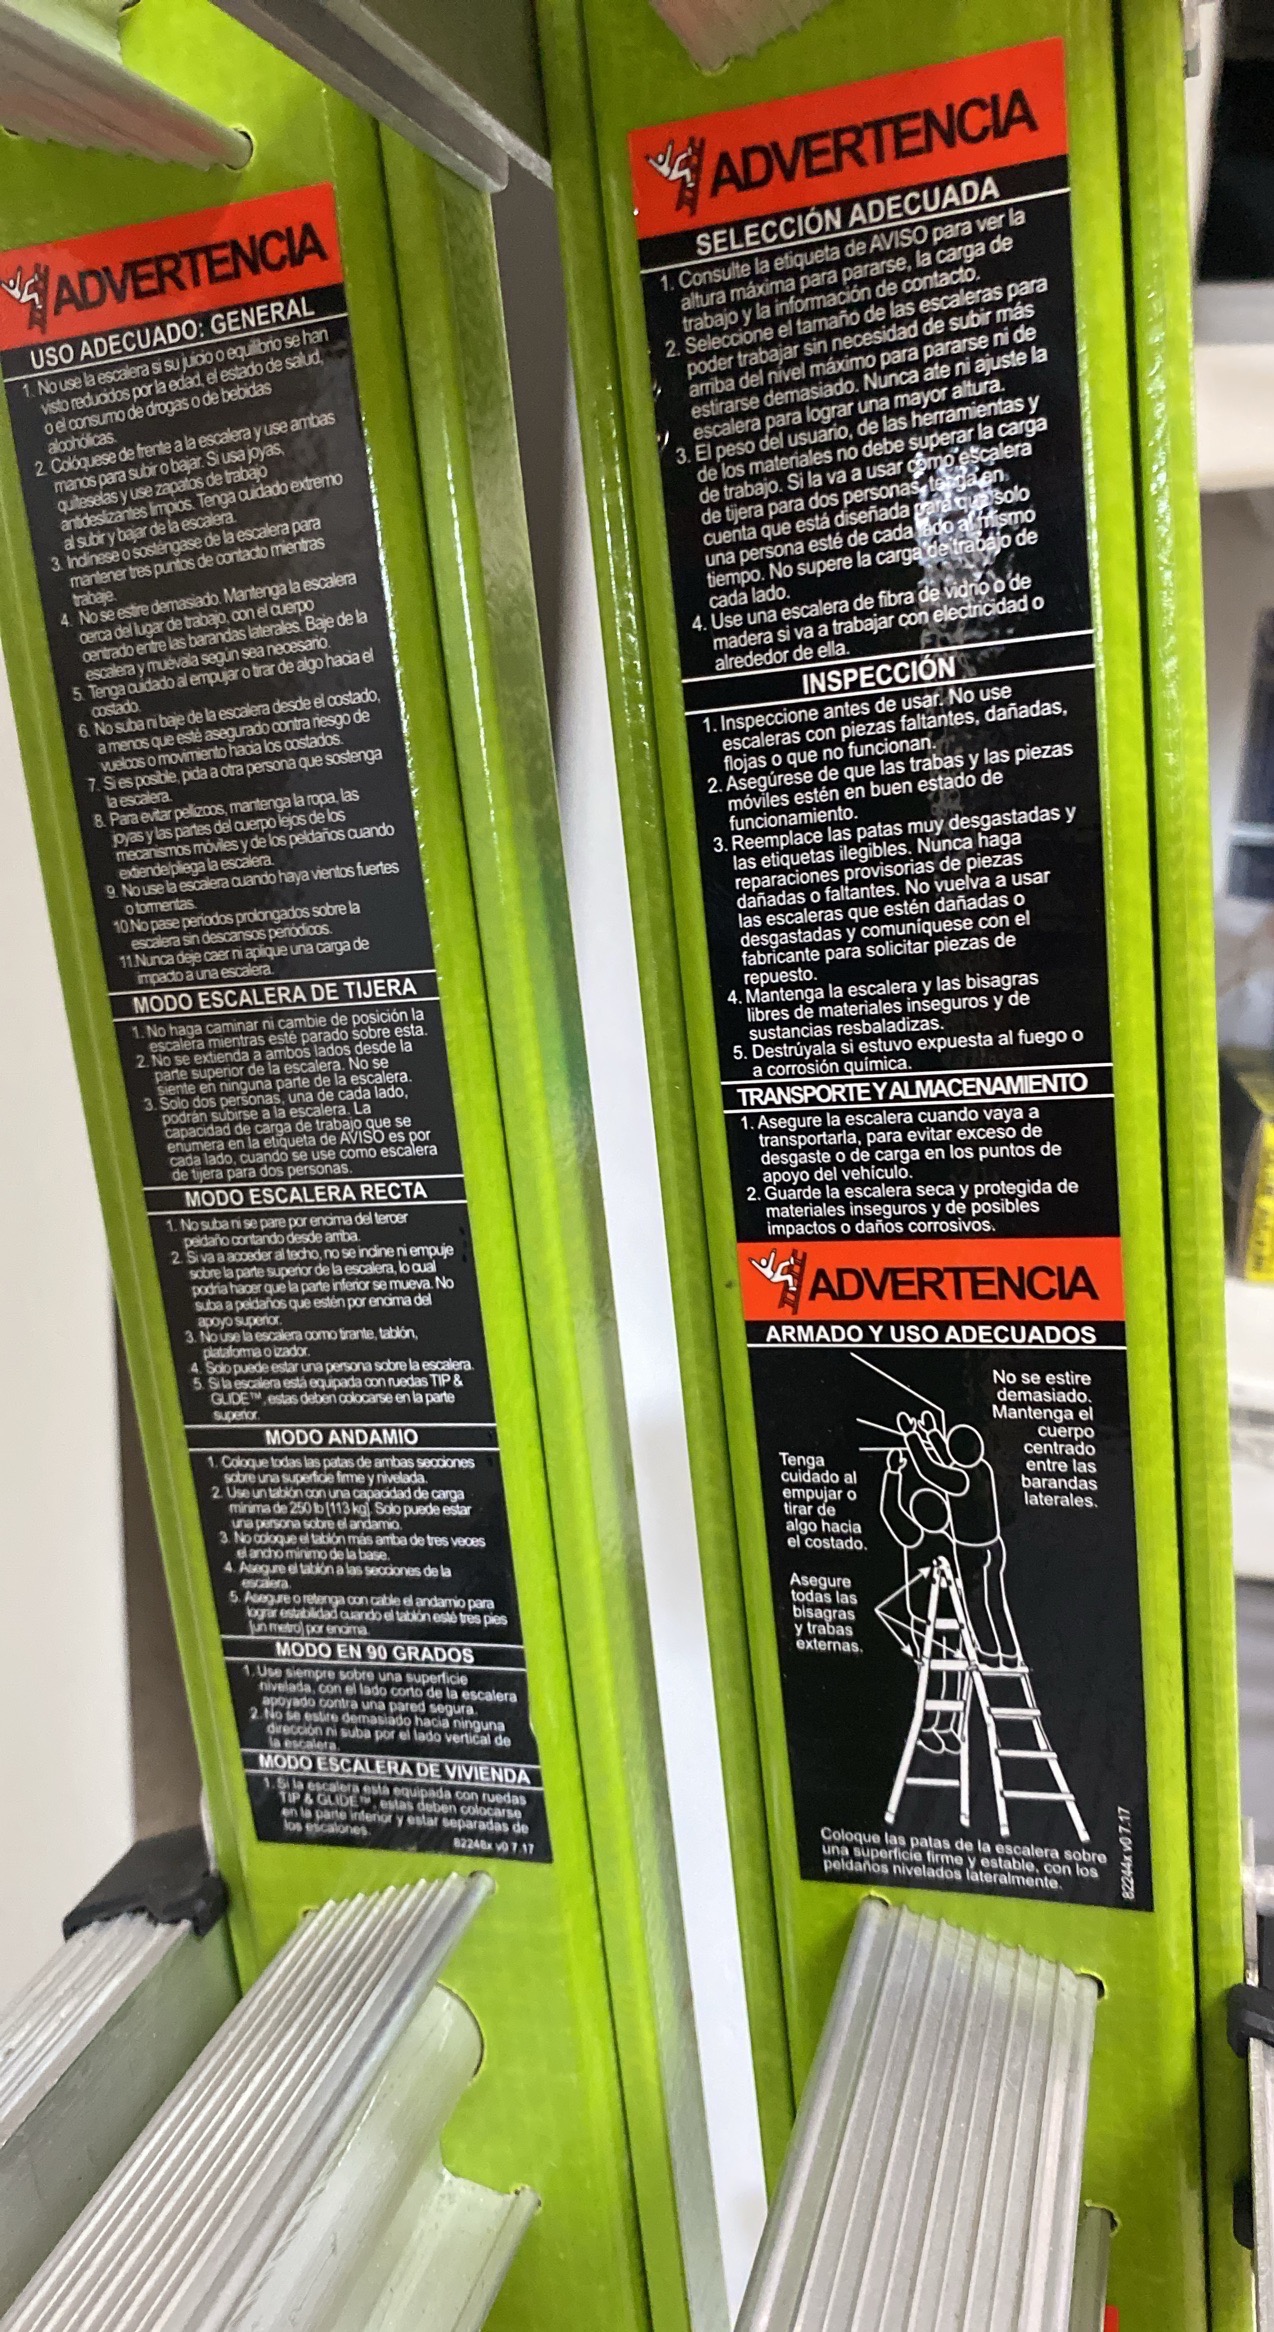 ADVERTENCIA
USO ADECUADO: GENERAL
1. No use la escalera si su juicio o equilibrio se han
visto reducidos por la edad, el estado de salud,
o el consumo de drogas o de bebidas
alcohólicas.
2. Colóquese de frente a la escalera y use ambas
manos para subir o bajar. Si usa joyas,
quíteselas y use zapatos de trabajo
antideslizantes limpios. Tenga cuidado extremo
al subir y bajar de la escalera.
3. Inclínese o sosténgase de la escalera para
mantener tres puntos de contacto mientras
trabaje.
4. No se estire demasiado. Mantenga la escalera
cerca del lugar de trabajo, con el cuerpo
centrado entre las barandas laterales. Baje de la
escalera y muévala según sea necesario.
5. Tenga cuidado al empujar o tirar de algo hacia el
costado.
6. No suba ni baje de la escalera desde el costado,
a menos que esté asegurado contra riesgo de
vuelcos o movimiento hacia los costados.
7. Si es posible, pida a otra persona que sostenga
la escalera.
8. Para evitar pellizcos, mantenga la ropa, las
joyas y las partes del cuerpo lejos de los
mecanismos móviles y de los peldaños cuando
extiende/pliega la escalera.
9. No use la escalera cuando haya vientos fuertes
o tormentas.
10.No pase períodos prolongados sobre la
escalera sin descansos periódicos.
11.Nunca deje caer ni aplique una carga de
impacto a una escalera.
MODO ESCALERA DE TIJERA
1. No haga caminar ni cambie de posición la
escalera mientras esté parado sobre esta.
2. No se extienda a ambos lados desde la
parte superior de la escalera. No se
siente en ninguna parte de la escalera.
3. Solo dos personas, una de cada lado,
podrán subirse a la escalera. La
capacidad de carga de trabajo que se
enumera en la etiqueta de AVISO es por
cada lado, cuando se use como escalera
de tijera para dos personas.
MODO ESCALERA RECTA
1. No suba ni se pare por encima del tercer
peldaño contando desde arriba.
2. Si va a acceder al techo, no se incline ni empuje
sobre la parte superior de la escalera, lo cual
podría hacer que la parte inferior se mueva. No
suba a peldaños que estén por encima del
apoyo superior.
3. No use la escalera como tirante, tablón,
plataforma o izador.
4. Solo puede estar una persona sobre la escalera.
5. Si la escalera está equipada con ruedas TIP &
GLIDE™, estas deben colocarse en la parte
superior.
MODO ANDAMIO
1. Coloque todas las patas de ambas secciones
sobre una superficie firme y nivelada.
2. Use un tablón con una capacidad de carga
mínima de 250 lb [113 kg]. Solo puede estar
una persona sobre el andamio.
3. No coloque el tablón más arriba de tres veces
el ancho mínimo de la base.
4. Asegure el tablón a las secciones de la
escalera.
5. Asegure o retenga con cable el andamio para
lograr estabilidad cuando el tablón esté tres pies
[un metro] por encima.
MODO EN 90 GRADOS
1. Use siempre sobre una superficie
nivelada, con el lado corto de la escalera
apoyado contra una pared segura.
2. No se estire demasiado hacia ninguna
dirección ni suba por el lado vertical de
la escalera.
MODO ESCALERA DE VIVIENDA
1. Si la escalera está equipada con ruedas
TIP & GLIDE™, estas deben colocarse
en la parte inferior y estar separadas de
los escalones.
82248x v0 7.17
ADVERTENCIA
SELECCIÓN ADECUADA
1. Consulte la etiqueta de AVISO para ver la
altura máxima para pararse, la carga de
trabajo y la información de contacto.
2. Seleccione el tamaño de las escaleras para
poder trabajar sin necesidad de subir más
arriba del nivel máximo para pararse ni de
estirarse demasiado. Nunca ate ni ajuste la
escalera para lograr una mayor altura.
3. El peso del usuario, de las herramientas y
de los materiales no debe superar la carga
de trabajo. Si la va a usar como escalera
de tijera para dos personas, tenga en
cuenta que está diseñada para que solo
una persona esté de cada lado al mismo
tiempo. No supere la carga de trabajo de
cada lado.
4. Use una escalera de fibra de vidrio o de
madera si va a trabajar con electricidad o
alrededor de ella.
INSPECCIÓN
1. Inspeccione antes de usar. No use
escaleras con piezas faltantes, dañadas,
flojas o que no funcionan.
2. Asegúrese de que las trabas y las piezas
móviles estén en buen estado de
funcionamiento.
3. Reemplace las patas muy desgastadas y
las etiquetas ilegibles. Nunca haga
reparaciones provisorias de piezas
dañadas o faltantes. No vuelva a usar
las escaleras que estén dañadas o
desgastadas y comuníquese con el
fabricante para solicitar piezas de
repuesto.
4. Mantenga la escalera y las bisagras
libres de materiales inseguros y de
sustancias resbaladizas.
5. Destrúyala si estuvo expuesta al fuego o
a corrosión química.
TRANSPORTE Y ALMACENAMIENTO
1. Asegure la escalera cuando vaya a
transportarla, para evitar exceso de
desgaste o de carga en los puntos de
apoyo del vehículo.
2. Guarde la escalera seca y protegida de
materiales inseguros y de posibles
impactos o daños corrosivos.
ADVERTENCIA
ARMADO Y USO ADECUADOS
No se estire
demasiado.
Mantenga el
cuerpo
centrado
entre las
barandas
laterales.
Tenga
cuidado al
empujar o
tirar de
algo hacia
el costado.
Asegure
todas las
bisagras
y trabas
externas.
Coloque las patas de la escalera sobre
una superficie firme y estable, con los
peldaños nivelados lateralmente.
82244x v0 7.17